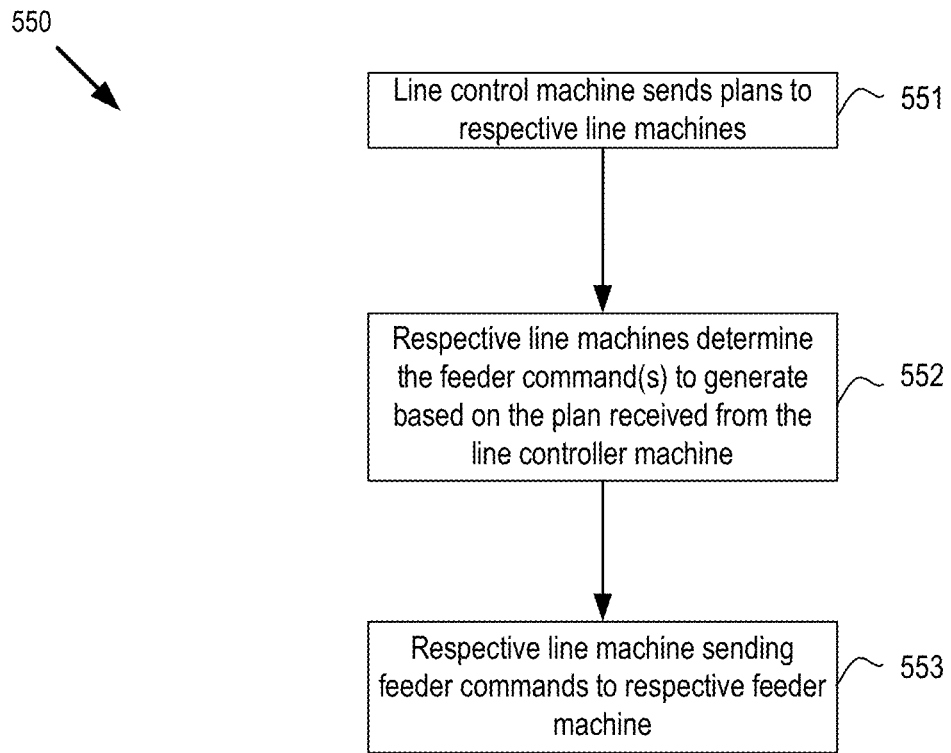 550
Line control machine sends plans to
respective line machines
551
Respective line machines determine
the feeder command(s) to generate
based on the plan received from the
line controller machine
552
Respective line machine sending
feeder commands to respective feeder
machine
553